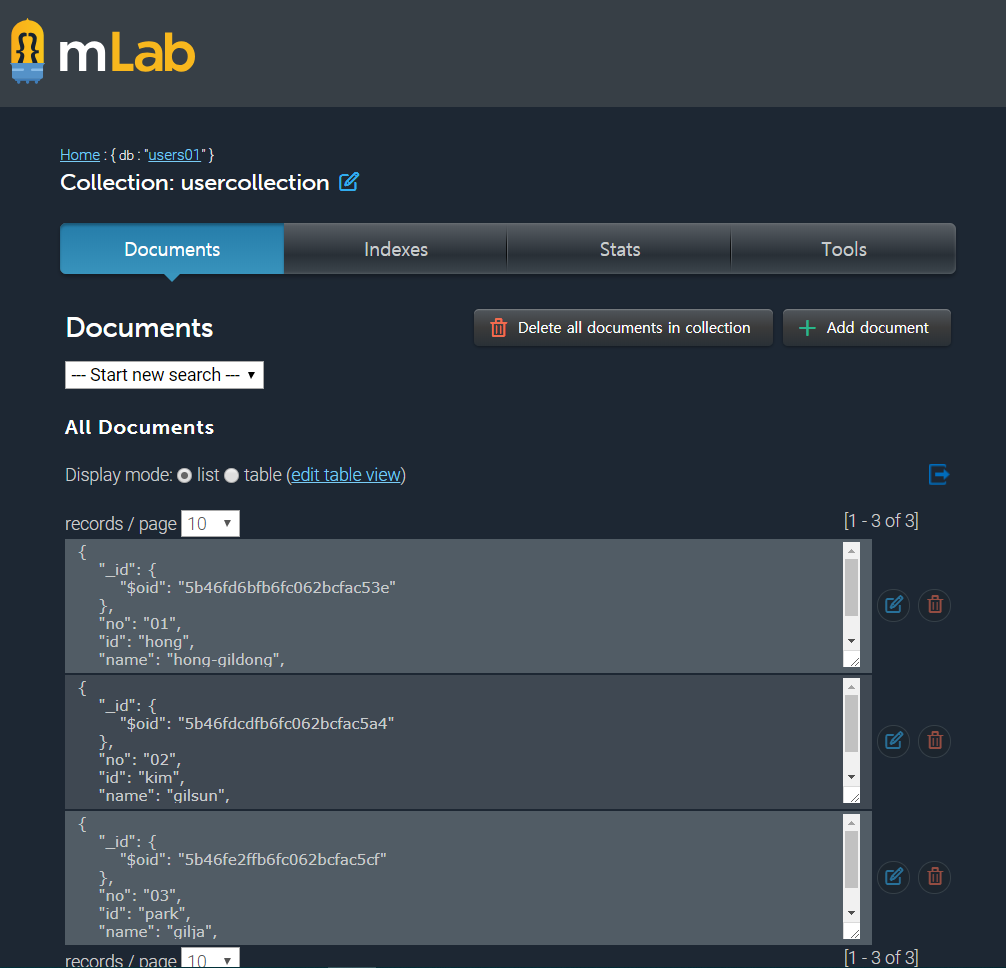 mLab
Home : { db : "users01" }
Collection: usercollection
Documents Indexes Stats Tools
Documents Delete all documents in collection Add document
--- Start new search ---
All Documents
Display mode: list table (edit table view)
records / page 10 [1 - 3 of 3]
{
"_id": {
"$oid": "5b46fd6bfb6fc062bcfac53e"
},
"no": "01",
"id": "hong",
"name": "hong-gildong",
{
"_id": {
"$oid": "5b46fdcdfb6fc062bcfac5a4"
},
"no": "02",
"id": "kim",
"name": "gilsun",
{
"_id": {
"$oid": "5b46fe2ffb6fc062bcfac5cf"
},
"no": "03",
"id": "park",
"name": "gilja",
records / page 10 [1 - 3 of 3]